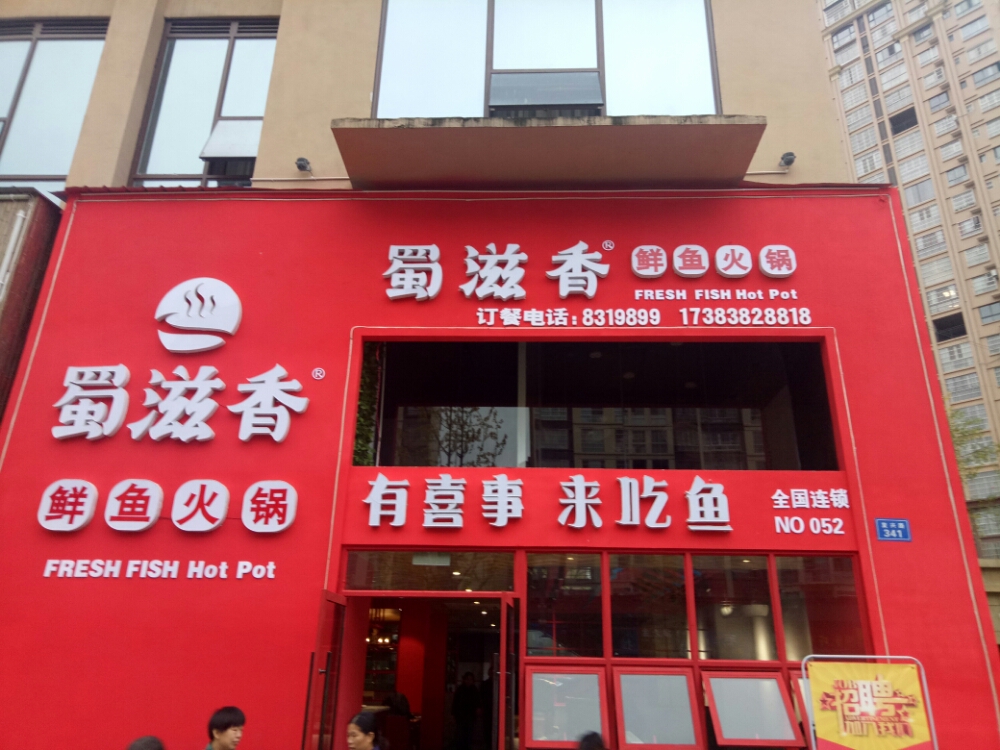 蜀滋香®
鲜鱼火锅
FRESH FISH Hot Pot
蜀滋香®
鲜鱼火锅
FRESH FISH Hot Pot
订餐电话:8319899 17383828818
有喜事 来吃鱼
全国连锁
NO 052
341
招聘